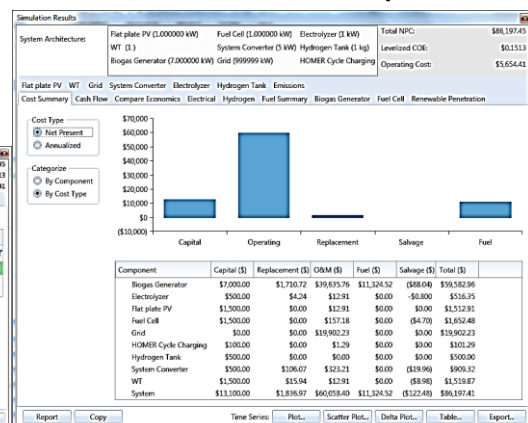 Simulation Results
System Architecture:
Flat plate PV (1.000000 kW) Fuel Cell (1.000000 kW) Electrolyzer (1 kW)
WT (1 ) System Converter (5 kW) Hydrogen Tank (1 kg)
Biogas Generator (7.000000 kW) Grid (999999 kW) HOMER Cycle Charging
Total NPC: $86,197.45
Levelized COE: $0.1513
Operating Cost: $5,654.41
Flat plate PV WT Grid System Converter Electrolyzer Hydrogen Tank Emissions
Cost Summary Cash Flow Compare Economics Electrical Hydrogen Fuel Summary Biogas Generator Fuel Cell Renewable Penetration
Cost Type
Net Present
Annualized
Categorize
By Component
By Cost Type
$70,000
$60,000
$50,000
$40,000
$30,000
$20,000
$10,000
$0
($10,000)
Capital Operating Replacement Salvage Fuel
Component Capital ($) Replacement ($) O&M ($) Fuel ($) Salvage ($) Total ($)
Biogas Generator $7,000.00 $1,710.72 $39,635.76 $11,324.52 ($88.04) $59,582.96
Electrolyzer $500.00 $4.24 $12.91 $0.00 -$0.800 $516.35
Flat plate PV $1,500.00 $0.00 $12.91 $0.00 $0.00 $1,512.91
Fuel Cell $1,500.00 $0.00 $157.18 $0.00 ($4.70) $1,652.48
Grid $0.00 $0.00 $19,902.23 $0.00 $0.00 $19,902.23
HOMER Cycle Charging $100.00 $0.00 $1.29 $0.00 $0.00 $101.29
Hydrogen Tank $500.00 $0.00 $0.00 $0.00 $0.00 $500.00
System Converter $500.00 $106.07 $323.21 $0.00 ($19.96) $909.32
WT $1,500.00 $15.94 $12.91 $0.00 ($8.98) $1,519.87
System $13,100.00 $1,836.97 $60,058.40 $11,324.52 ($122.48) $86,197.41
Report Copy Time Series: Plot... Scatter Plot... Delta Plot... Table... Export...